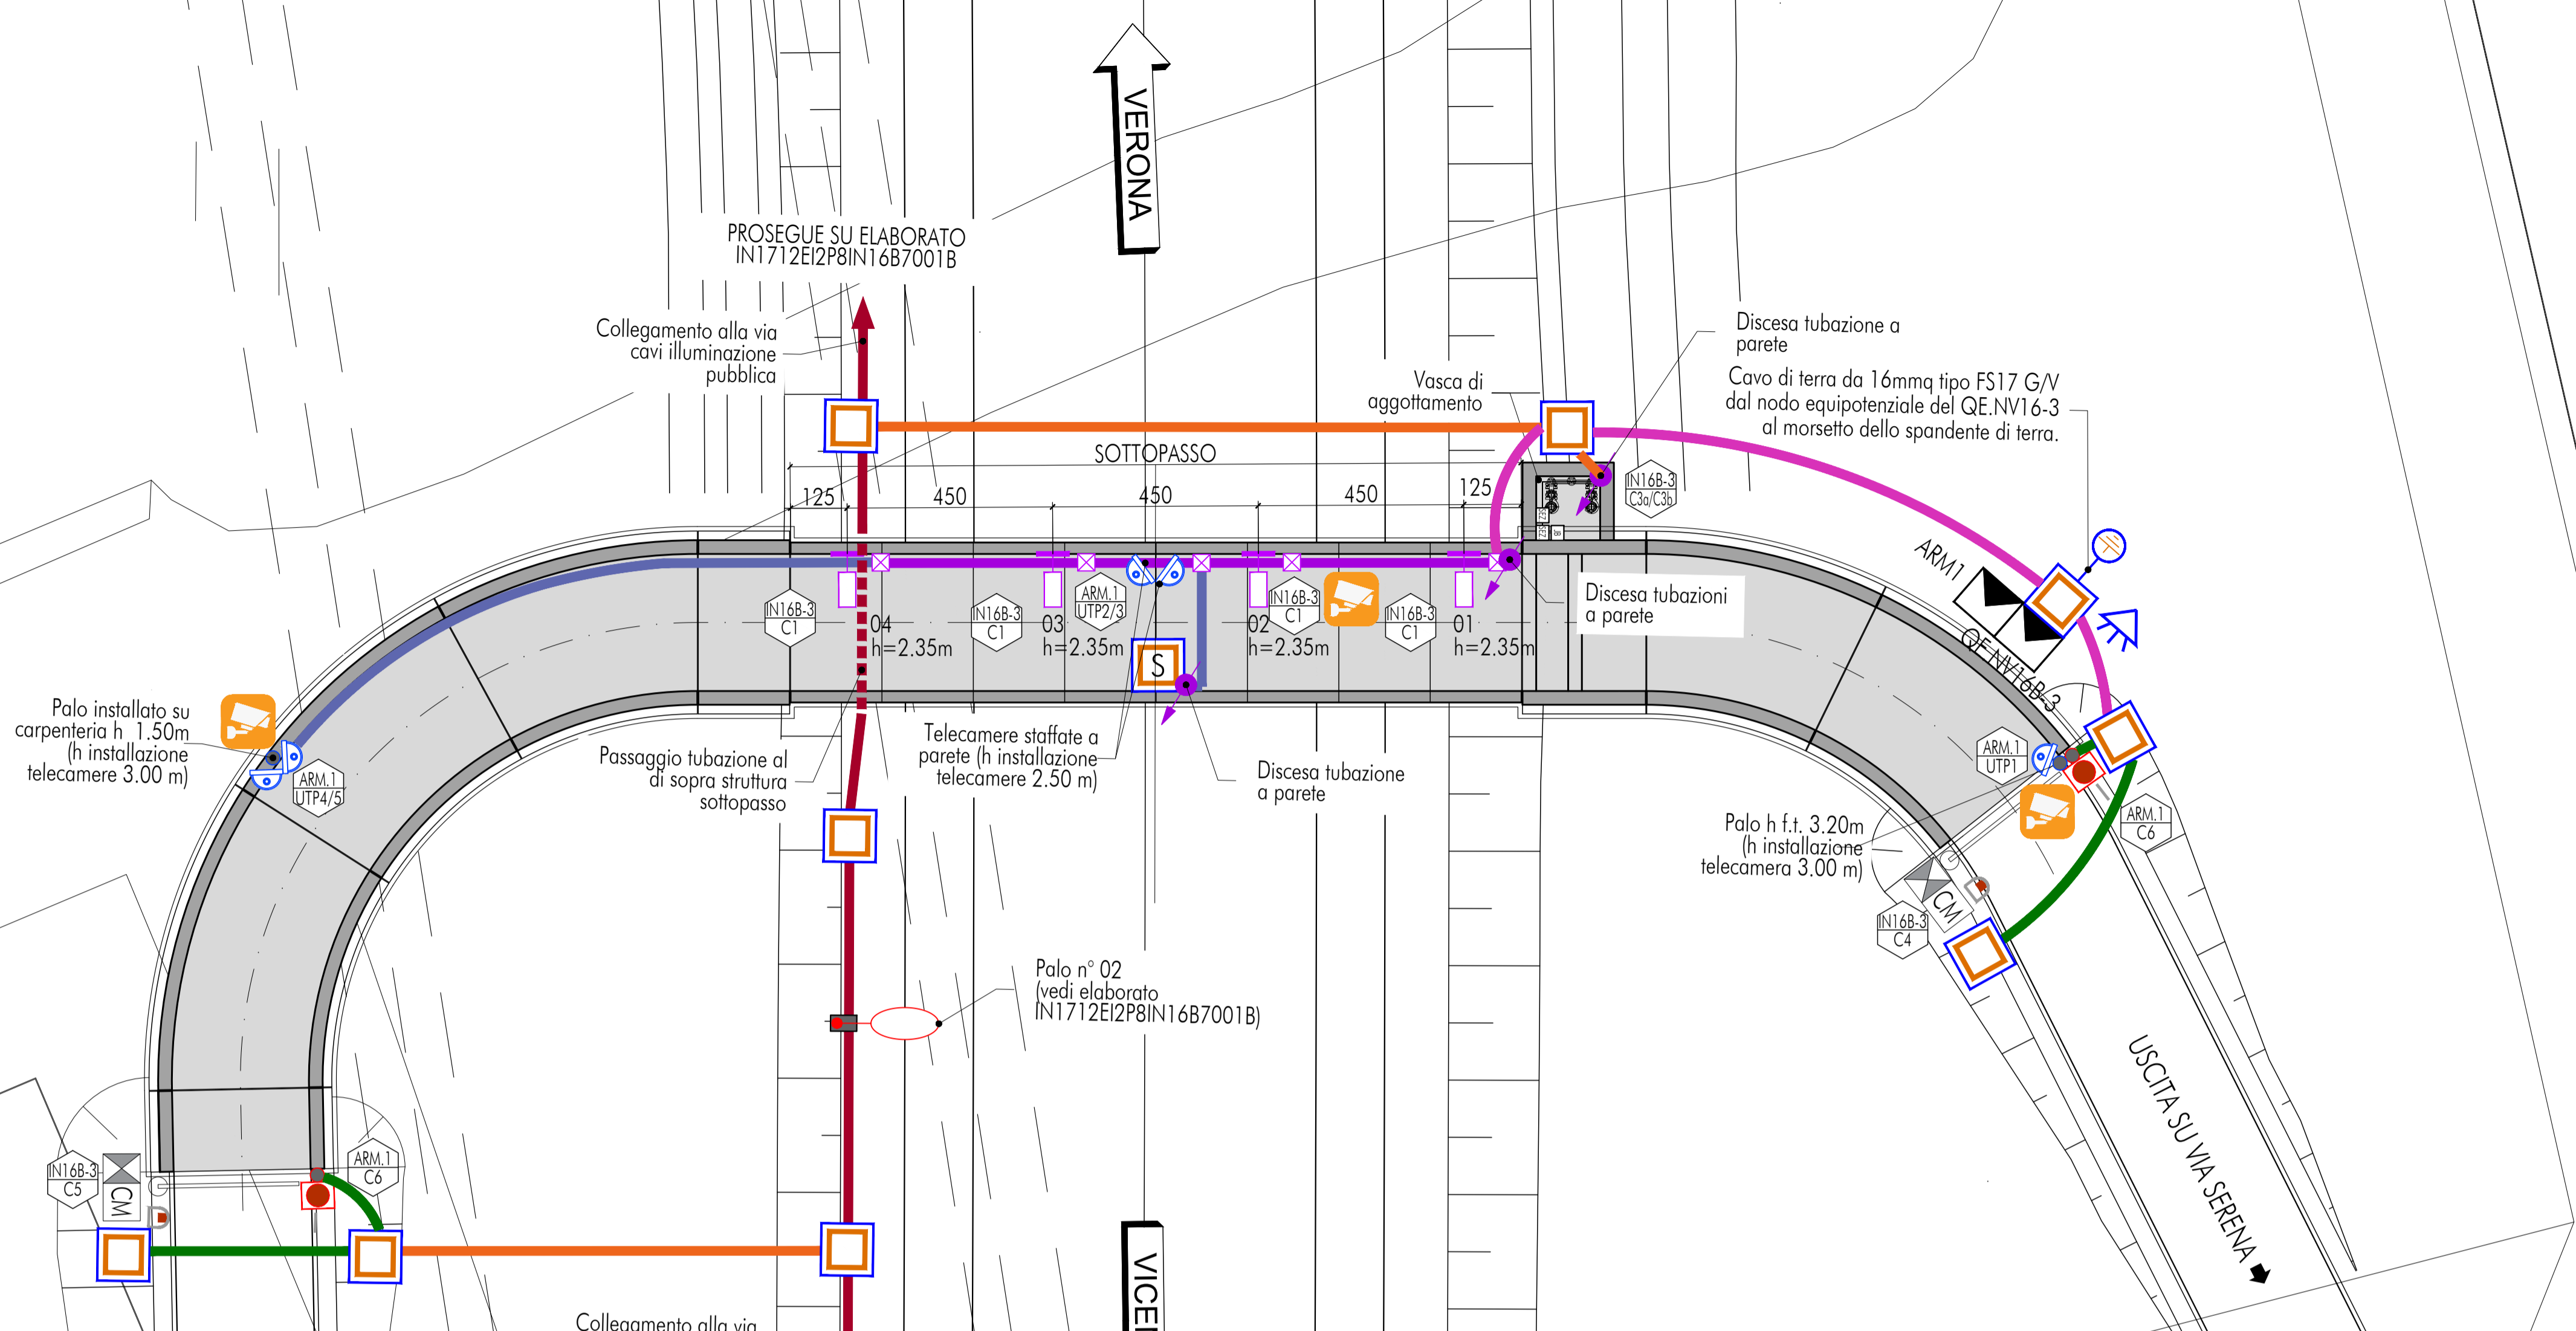 VERONA
PROSEGUE SU ELABORATO
IN1712EI2P8IN16B7001B
Collegamento alla via
cavi illuminazione
pubblica
Discesa tubazione a
parete
Vasca di
aggottamento
Cavo di terra da 16mmq tipo FS17 G/V
dal nodo equipotenziale del QE.NV16-3
al morsetto dello spandente di terra.
SOTTOPASSO
125
450
450
450
125
IN16B-3
C3a/C3b
ARM1
QE.NV16B-3
Discesa tubazioni
a parete
IN16B-3
C1
04
h=2.35m
IN16B-3
C1
03
h=2.35m
ARM.1
UTP2/3
IN16B-3
C1
02
h=2.35m
IN16B-3
C1
01
h=2.35m
S
Palo installato su
carpenteria h 1.50m
(h installazione
telecamere 3.00 m)
ARM.1
UTP4/5
Passaggio tubazione al
di sopra struttura
sottopasso
Telecamere staffate a
parete (h installazione
telecamere 2.50 m)
Discesa tubazione
a parete
ARM.1
UTP1
ARM.1
C6
Palo h f.t. 3.20m
(h installazione
telecamera 3.00 m)
CM
IN16B-3
C4
Palo n° 02
(vedi elaborato
IN1712EI2P8IN16B7001B)
USCITA SU VIA SERENA
IN16B-3
C5
CM
ARM.1
C6
VICE
Collegamento alla via